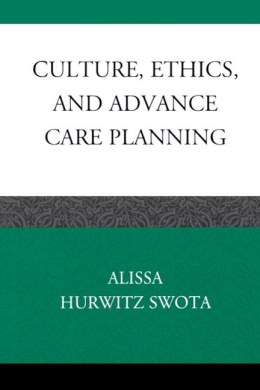 CULTURE, ETHICS,
AND ADVANCE
CARE PLANNING
ALISSA
HURWITZ SWOTA